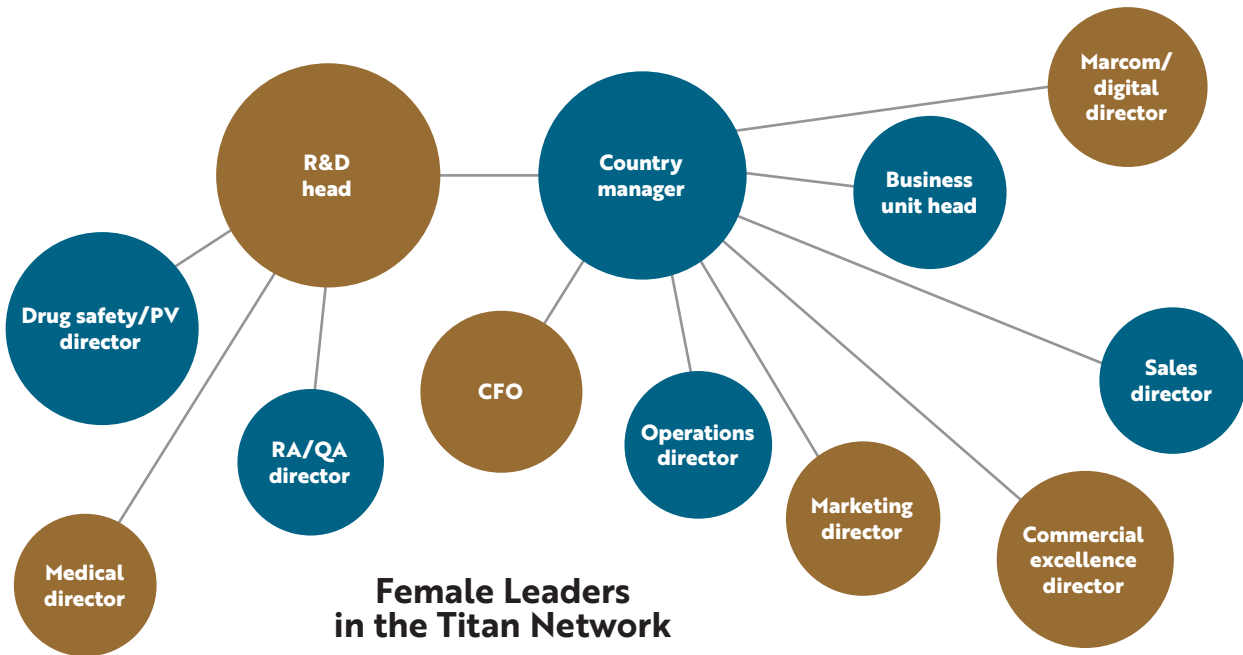 Marcom/
digital
director
R&D
head
Country
manager
Business
unit head
Drug safety/PV
director
CFO
Sales
director
RA/QA
director
Operations
director
Marketing
director
Commercial
excellence
director
Medical
director
Female Leaders
in the Titan Network